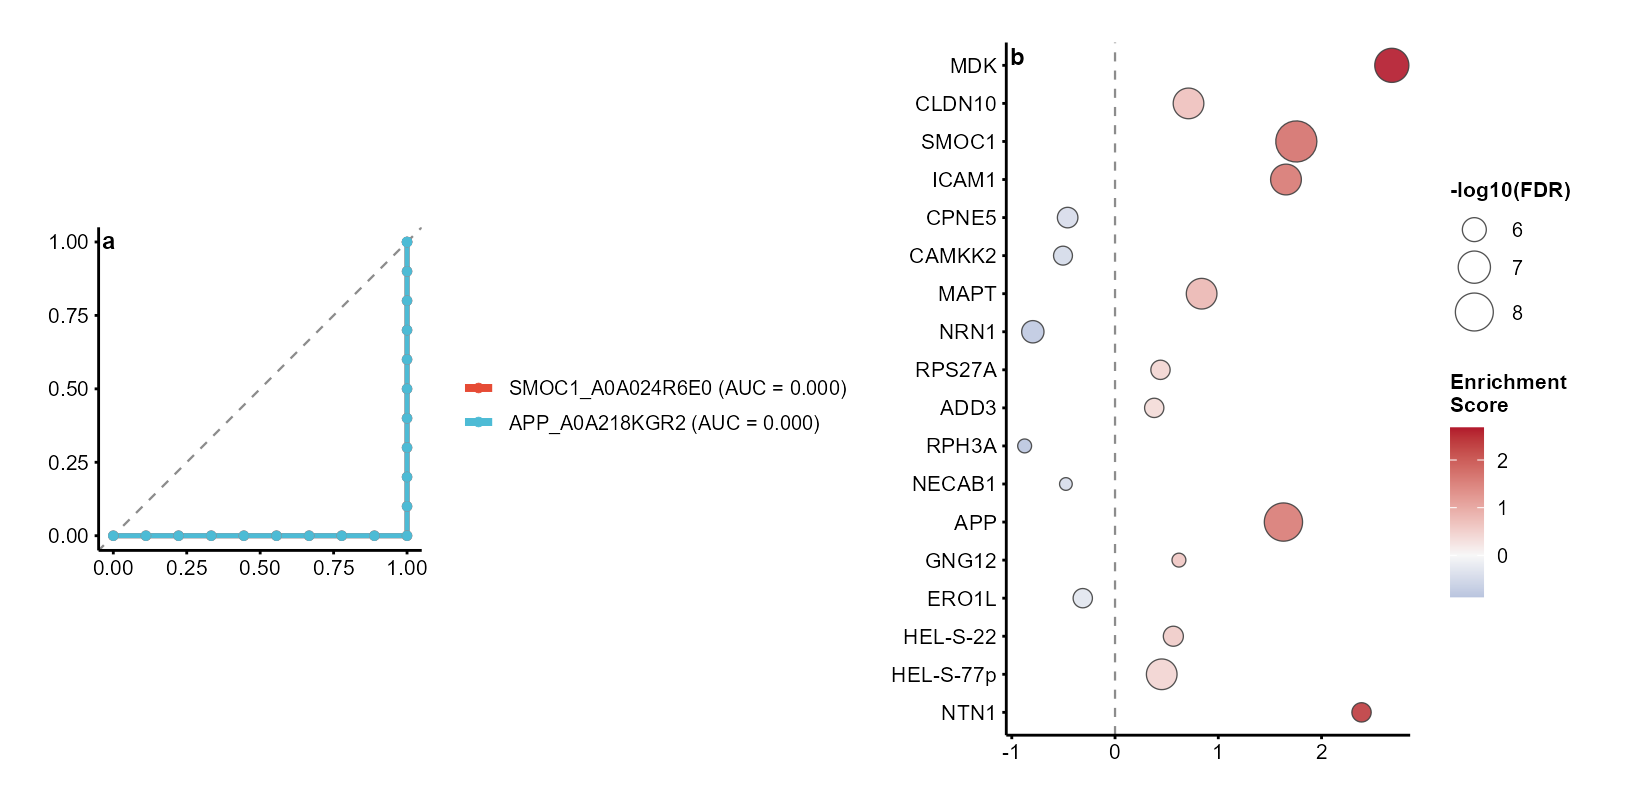 a
1.00
0.75
0.50
0.25
0.00
0.00 0.25 0.50 0.75 1.00
SMOC1_A0A024R6E0 (AUC = 0.000)
APP_A0A218KGR2 (AUC = 0.000)
b
MDK
CLDN10
SMOC1
ICAM1
CPNE5
CAMKK2
MAPT
NRN1
RPS27A
ADD3
RPH3A
NECAB1
APP
GNG12
ERO1L
HEL-S-22
HEL-S-77p
NTN1
-1 0 1 2
-log10(FDR)
6
7
8
Enrichment
Score
2
1
0